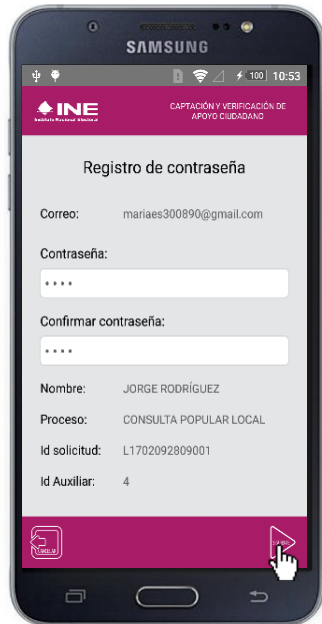 SAMSUNG
100 10:53
INE
Instituto Nacional Electoral
CAPTACIÓN Y VERIFICACIÓN DE
APOYO CIUDADANO
Registro de contraseña
Correo: mariaes300890@gmail.com
Contraseña:
••••
Confirmar contraseña:
••••
Nombre: JORGE RODRÍGUEZ
Proceso: CONSULTA POPULAR LOCAL
Id solicitud: L1702092809001
Id Auxiliar: 4
CANCELAR